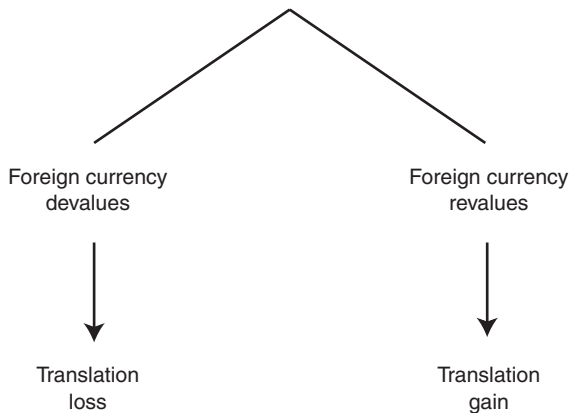 Foreign currency
devalues
Foreign currency
revalues
Translation
loss
Translation
gain